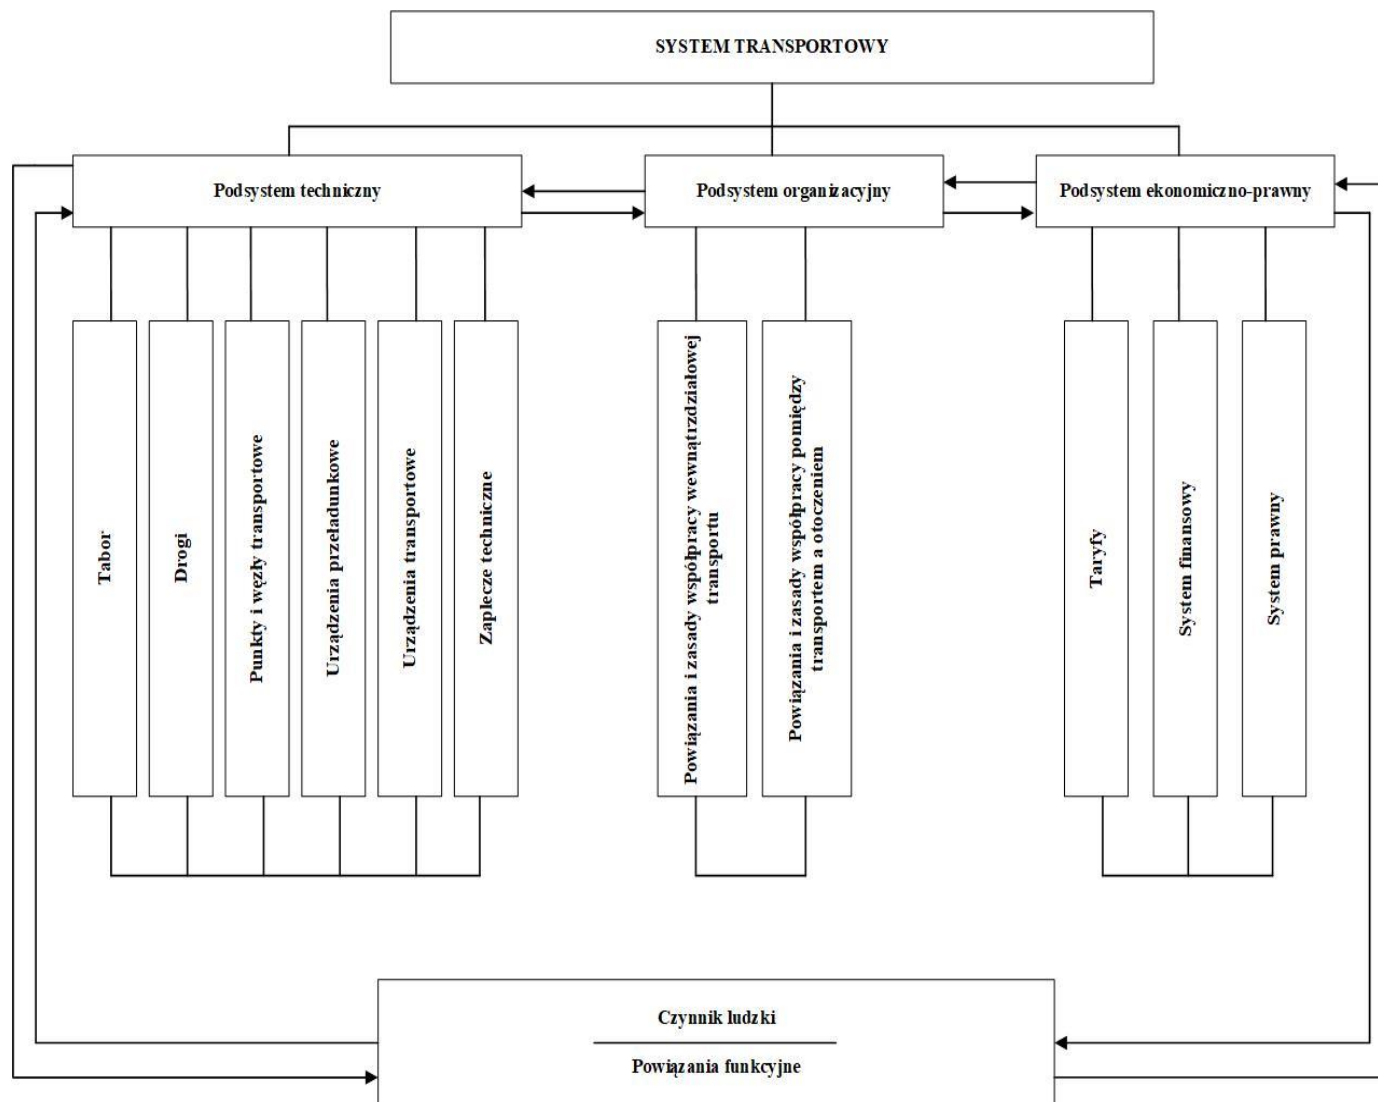 SYSTEM TRANSPORTOWY
Podsystem techniczny
Podsystem organizacyjny
Podsystem ekonomiczno-prawny
Tabor
Drogi
Punkty i węzły transportowe
Urządzenia przeładunkowe
Urządzenia transportowe
Zaplecze techniczne
Powiązania i zasady współpracy wewnątrzdziałowej
transportu
Powiązania i zasady współpracy pomiędzy
transportem a otoczeniem
Taryfy
System finansowy
System prawny
Czynnik ludzki
Powiązania funkcyjne